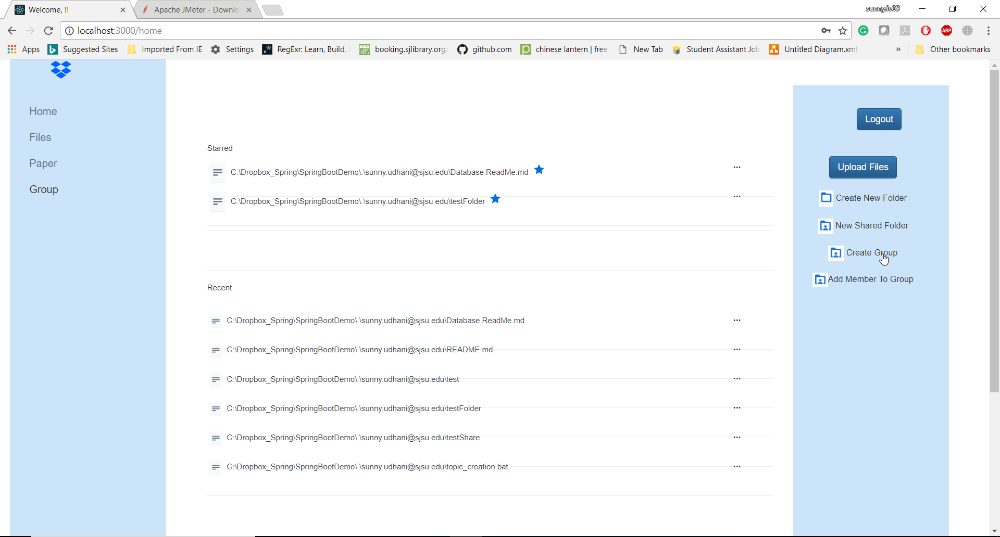 Welcome, !!
Apache JMeter - Downlo
sunny.iv09
localhost:3000/home
ABP
Apps
Suggested Sites
Imported From IE
Settings
RegExr: Learn, Build,
booking.sjlibrary.org/
github.com
chinese lantern | free
New Tab
Student Assistant Job
Untitled Diagram.xml
»
Other bookmarks
Home
Files
Paper
Group
Starred
C:\Dropbox_Spring\SpringBootDemo\.\sunny.udhani@sjsu.edu\Database ReadMe.md
...
C:\Dropbox_Spring\SpringBootDemo\.\sunny.udhani@sjsu.edu\testFolder
...
Recent
C:\Dropbox_Spring\SpringBootDemo\.\sunny.udhani@sjsu.edu\Database ReadMe.md
...
C:\Dropbox_Spring\SpringBootDemo\.\sunny.udhani@sjsu.edu\README.md
...
C:\Dropbox_Spring\SpringBootDemo\.\sunny.udhani@sjsu.edu\test
...
C:\Dropbox_Spring\SpringBootDemo\.\sunny.udhani@sjsu.edu\testFolder
...
C:\Dropbox_Spring\SpringBootDemo\.\sunny.udhani@sjsu.edu\testShare
...
C:\Dropbox_Spring\SpringBootDemo\.\sunny.udhani@sjsu.edu\topic_creation.bat
...
Logout
Upload Files
Create New Folder
New Shared Folder
Create Group
Add Member To Group